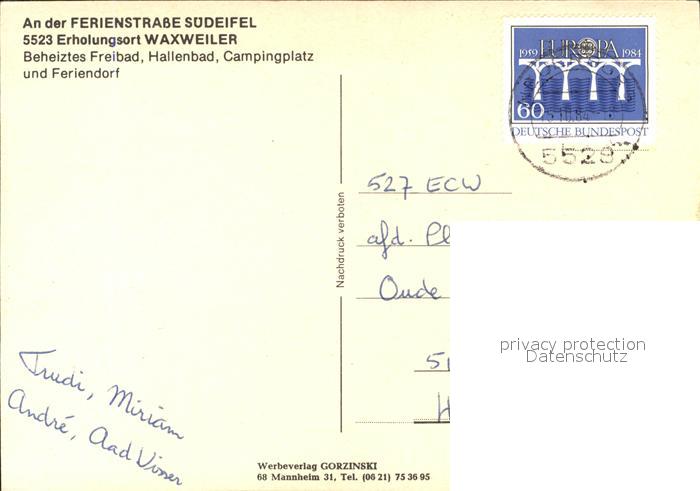 An der FERIENSTRAßE SÜDEIFEL
5523 Erholungsort WAXWEILER
Beheiztes Freibad, Hallenbad, Campingplatz
und Feriendorf
1959 EUROPA 1984
60
DEUTSCHE BUNDESPOST
5529
527 ECW
afd. Pl
Oude
51
H
Nachdruck verboten
privacy protection
Datenschutz
Trudi, Miriam
André, Aad Visser
Werbeverlag GORZINSKI
68 Mannheim 31, Tel. (06 21) 75 36 95